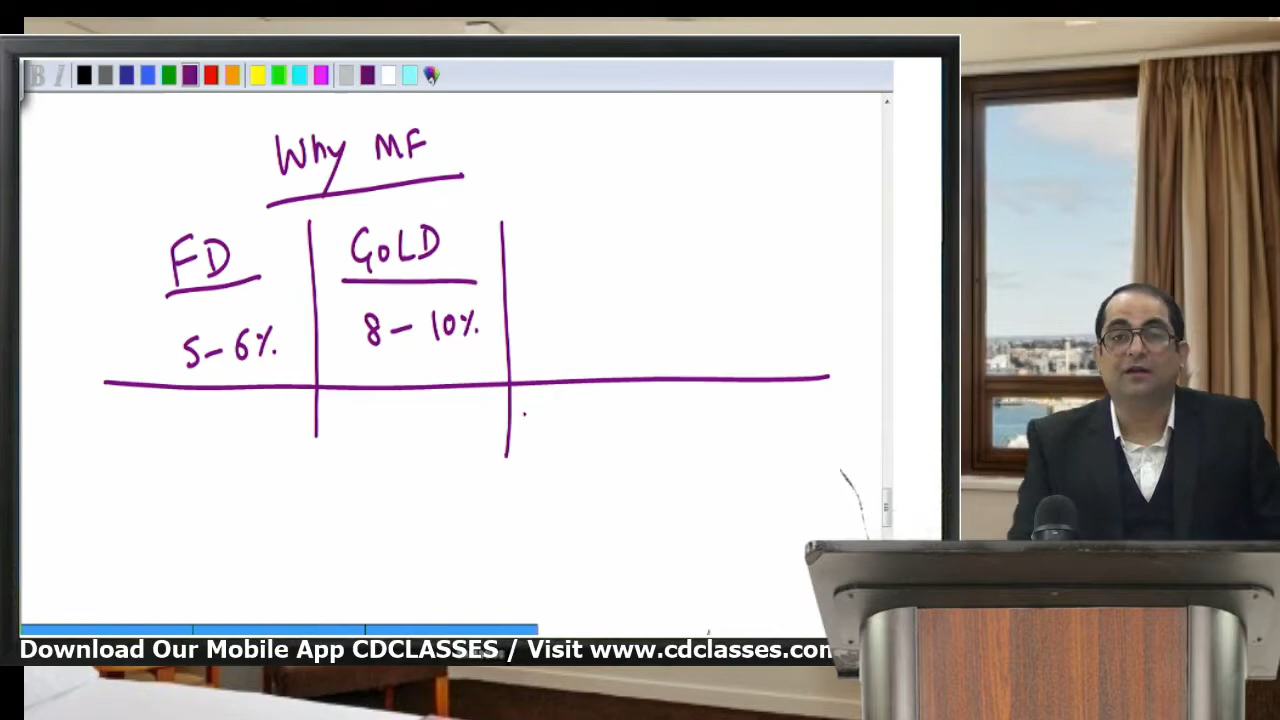 B I
Why MF
FD GOLD
5-6% 8-10%
Download Our Mobile App CDCLASSES / Visit www.cdclasses.com